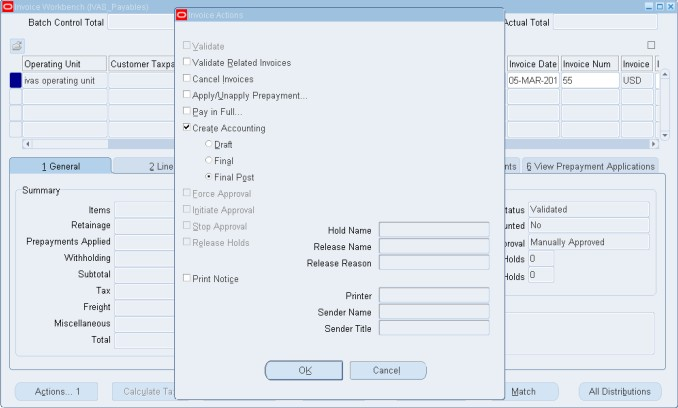 Invoice Workbench (IVAS_Payables)
Batch Control Total
Actual Total
Operating Unit
Customer Taxpa
Invoice Date
Invoice Num
Invoice
ivas operating unit
05-MAR-201
55
USD
1 General
2 Line
nts
6 View Prepayment Applications
Summary
Items
Retainage
Prepayments Applied
Withholding
Subtotal
Tax
Freight
Miscellaneous
Total
Invoice Actions
Validate
Validate Related Invoices
Cancel Invoices
Apply/Unapply Prepayment...
Pay in Full...
Create Accounting
Draft
Final
Final Post
Force Approval
Initiate Approval
Stop Approval
Release Holds
Hold Name
Release Name
Release Reason
Print Notice
Printer
Sender Name
Sender Title
OK
Cancel
tatus Validated
unted No
proval Manually Approved
Holds 0
Holds 0
Actions... 1
Calculate Ta
Match
All Distributions